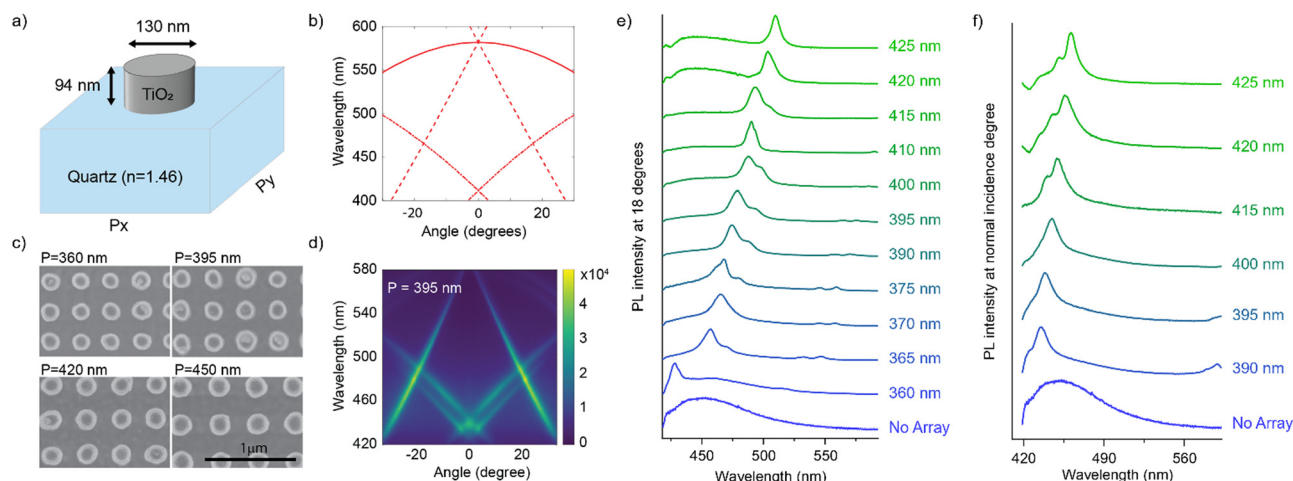 a)
130 nm
94 nm
TiO₂
Quartz (n=1.46)
Px
Py
b)
Wavelength (nm)
600
550
500
450
400
-20
0
20
Angle (degrees)
c)
P=360 nm
P=395 nm
P=420 nm
P=450 nm
1μm
d)
P = 395 nm
Wavelength (nm)
580
540
500
460
420
-20
0
20
Angle (degree)
x10⁴
4
3
2
1
0
e)
PL intensity at 18 degrees
425 nm
420 nm
415 nm
410 nm
400 nm
395 nm
390 nm
375 nm
370 nm
365 nm
360 nm
No Array
450
500
550
Wavelength (nm)
f)
PL intensity at normal incidence degree
425 nm
420 nm
415 nm
400 nm
395 nm
390 nm
No Array
420
490
560
Wavelength (nm)